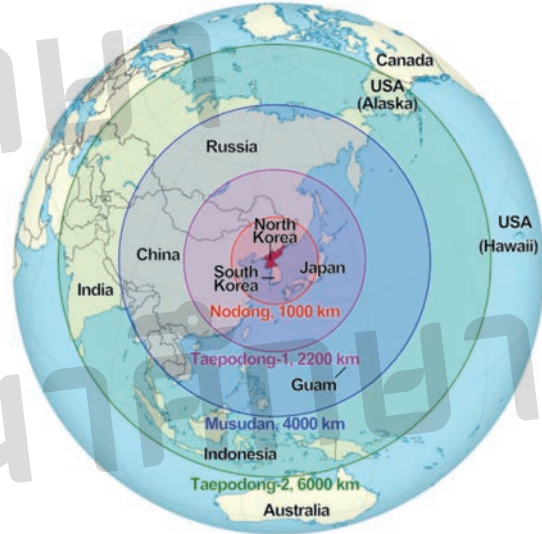 Canada
USA
(Alaska)
Russia
USA
(Hawaii)
North
Korea
China
Japan
South
Korea
India
Nodong, 1000 km
Taepodong-1, 2200 km
Guam
Musudan, 4000 km
Indonesia
Taepodong-2, 6000 km
Australia